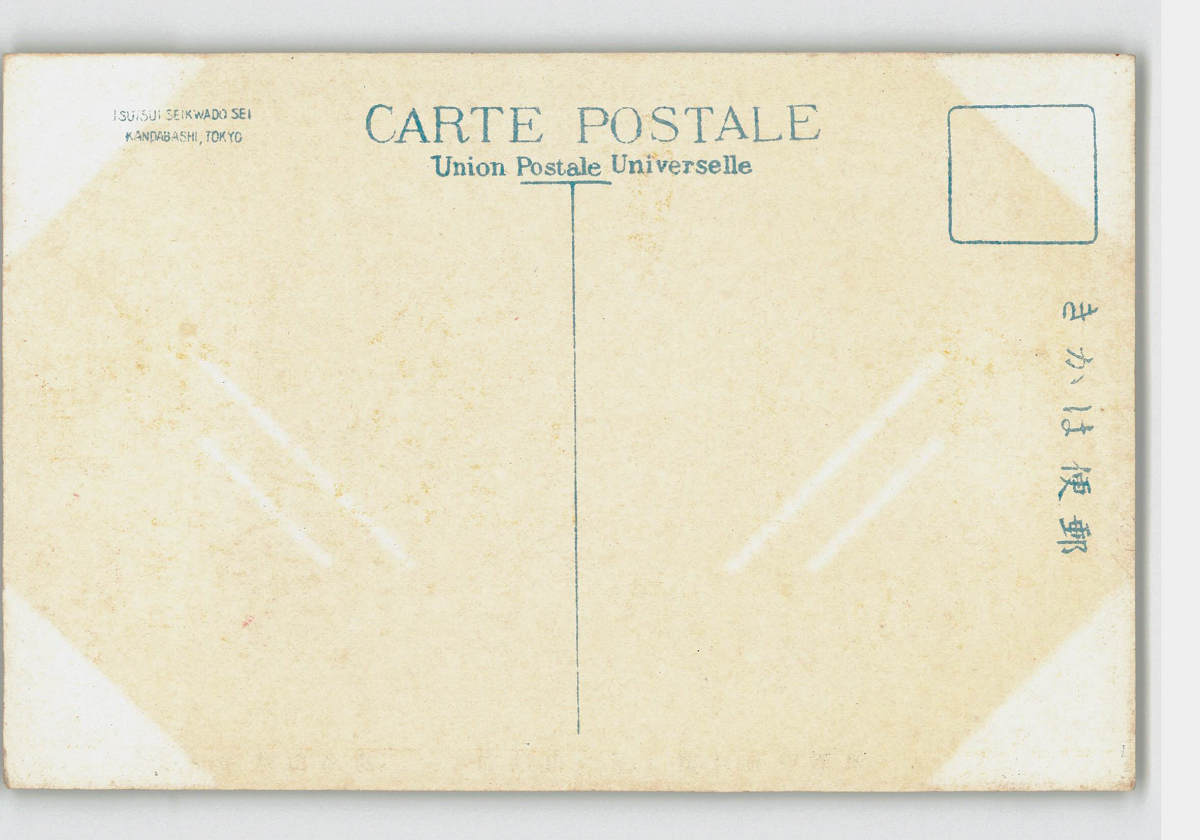 TSUTSUI SEIKWADO SEI
KANDABASHI, TOKYO
CARTE POSTALE
Union Postale Universelle
きかは便郵